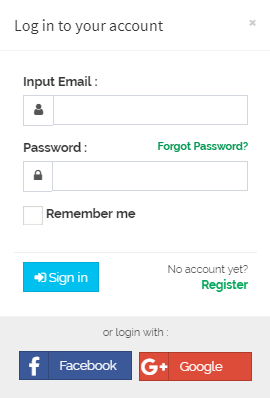 Log in to your account ×
Input Email :
Password : Forgot Password?
Remember me
Sign in
No account yet?
Register
or login with :
Facebook
G+ Google